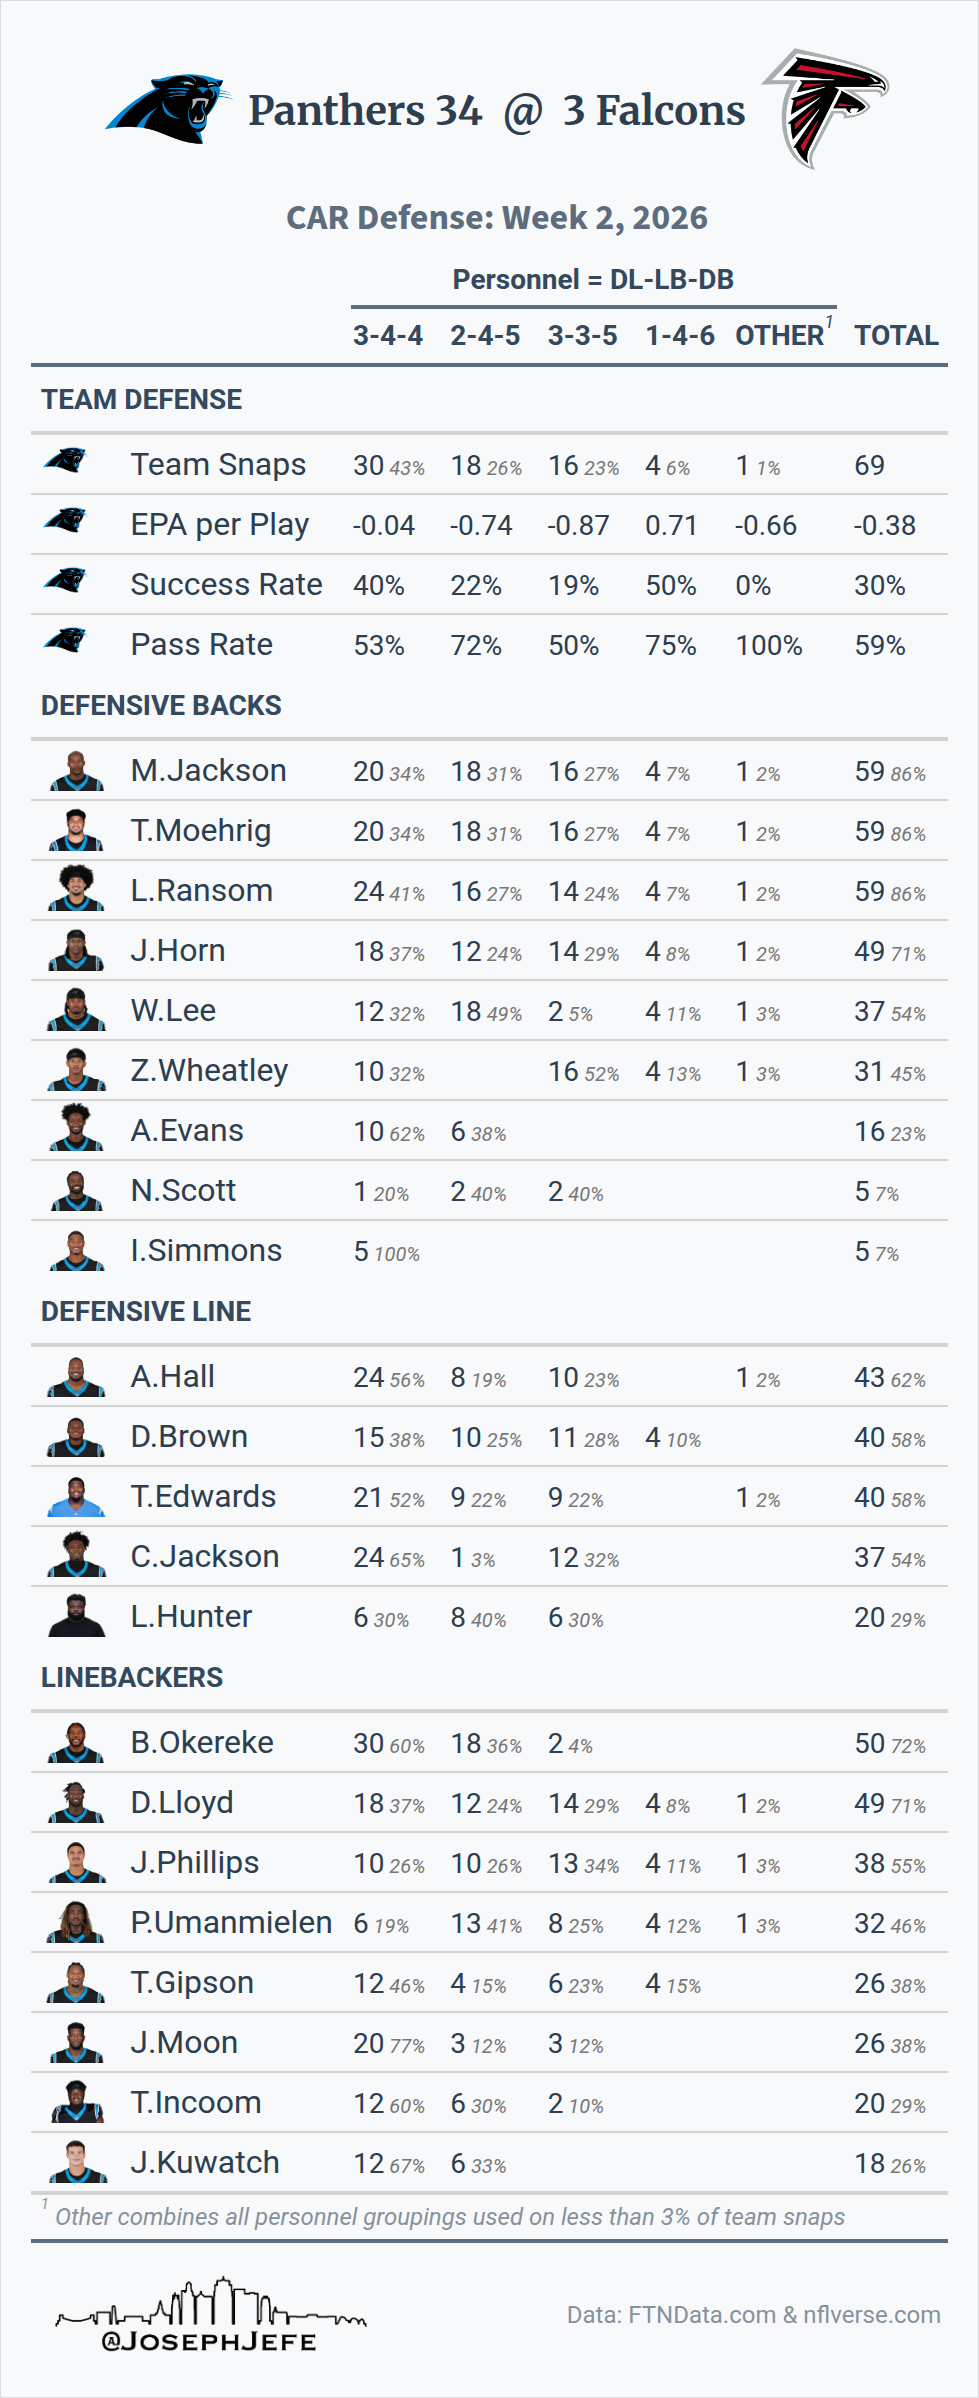 Panthers 34 @ 3 Falcons
CAR Defense: Week 2, 2026
Personnel = DL-LB-DB
3-4-4 2-4-5 3-3-5 1-4-6 OTHER1 TOTAL
TEAM DEFENSE
Team Snaps 30 43% 18 26% 16 23% 4 6% 1 1% 69
EPA per Play -0.04 -0.74 -0.87 0.71 -0.66 -0.38
Success Rate 40% 22% 19% 50% 0% 30%
Pass Rate 53% 72% 50% 75% 100% 59%
DEFENSIVE BACKS
M.Jackson 20 34% 18 31% 16 27% 4 7% 1 2% 59 86%
T.Moehrig 20 34% 18 31% 16 27% 4 7% 1 2% 59 86%
L.Ransom 24 41% 16 27% 14 24% 4 7% 1 2% 59 86%
J.Horn 18 37% 12 24% 14 29% 4 8% 1 2% 49 71%
W.Lee 12 32% 18 49% 2 5% 4 11% 1 3% 37 54%
Z.Wheatley 10 32% 16 52% 4 13% 1 3% 31 45%
A.Evans 10 62% 6 38% 16 23%
N.Scott 1 20% 2 40% 2 40% 5 7%
I.Simmons 5 100% 5 7%
DEFENSIVE LINE
A.Hall 24 56% 8 19% 10 23% 1 2% 43 62%
D.Brown 15 38% 10 25% 11 28% 4 10% 40 58%
T.Edwards 21 52% 9 22% 9 22% 1 2% 40 58%
C.Jackson 24 65% 1 3% 12 32% 37 54%
L.Hunter 6 30% 8 40% 6 30% 20 29%
LINEBACKERS
B.Okereke 30 60% 18 36% 2 4% 50 72%
D.Lloyd 18 37% 12 24% 14 29% 4 8% 1 2% 49 71%
J.Phillips 10 26% 10 26% 13 34% 4 11% 1 3% 38 55%
P.Umanmielen 6 19% 13 41% 8 25% 4 12% 1 3% 32 46%
T.Gipson 12 46% 4 15% 6 23% 4 15% 26 38%
J.Moon 20 77% 3 12% 3 12% 26 38%
T.Incoom 12 60% 6 30% 2 10% 20 29%
J.Kuwatch 12 67% 6 33% 18 26%
1 Other combines all personnel groupings used on less than 3% of team snaps
@JOSEPHJEFE
Data: FTNData.com & nflverse.com